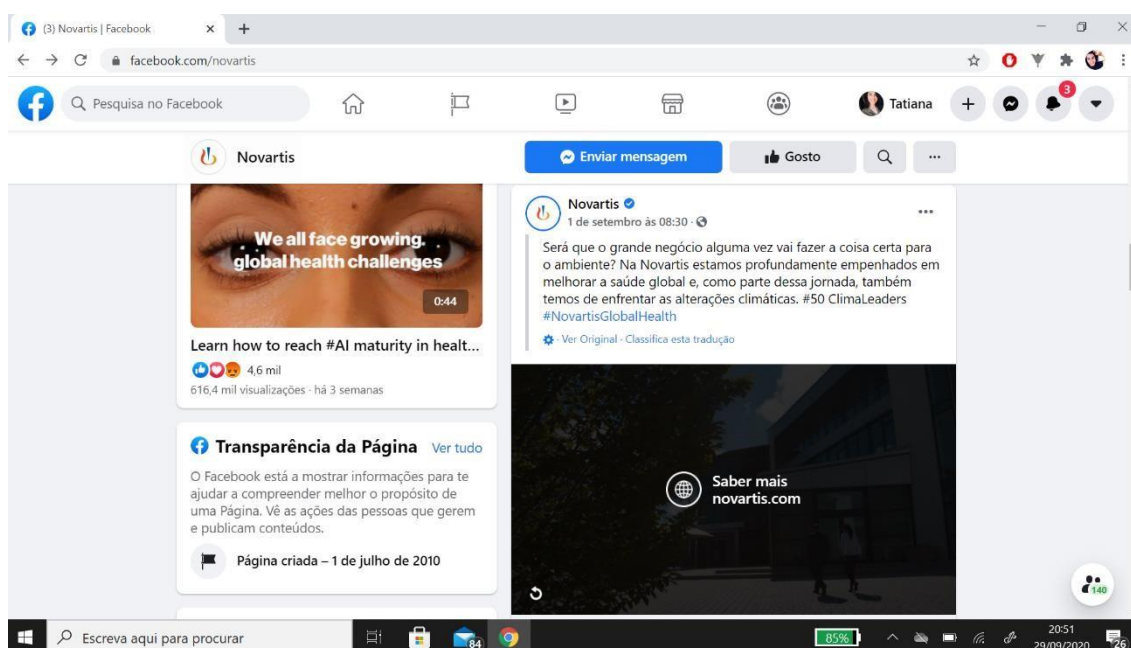 (3) Novartis | Facebook
facebook.com/novartis
Pesquisa no Facebook
Tatiana
3
Novartis
Enviar mensagem
Gosto
We all face growing.
global health challenges
0:44
Learn how to reach #AI maturity in healt...
4,6 mil
616,4 mil visualizações · há 3 semanas
Transparência da Página
Ver tudo
O Facebook está a mostrar informações para te
ajudar a compreender melhor o propósito de
uma Página. Vê as ações das pessoas que gerem
e publicam conteúdos.
Página criada – 1 de julho de 2010
Novartis
1 de setembro às 08:30 ·
Será que o grande negócio alguma vez vai fazer a coisa certa para
o ambiente? Na Novartis estamos profundamente empenhados em
melhorar a saúde global e, como parte dessa jornada, também
temos de enfrentar as alterações climáticas. #50 ClimaLeaders
#NovartisGlobalHealth
· Ver Original · Classifica esta tradução
Saber mais
novartis.com
140
Escreva aqui para procurar
84
85%
20:51
29/09/2020
26